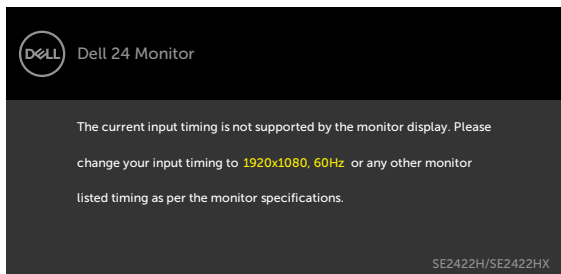 DELL
Dell 24 Monitor
The current input timing is not supported by the monitor display. Please
change your input timing to 1920x1080, 60Hz or any other monitor
listed timing as per the monitor specifications.
SE2422H/SE2422HX